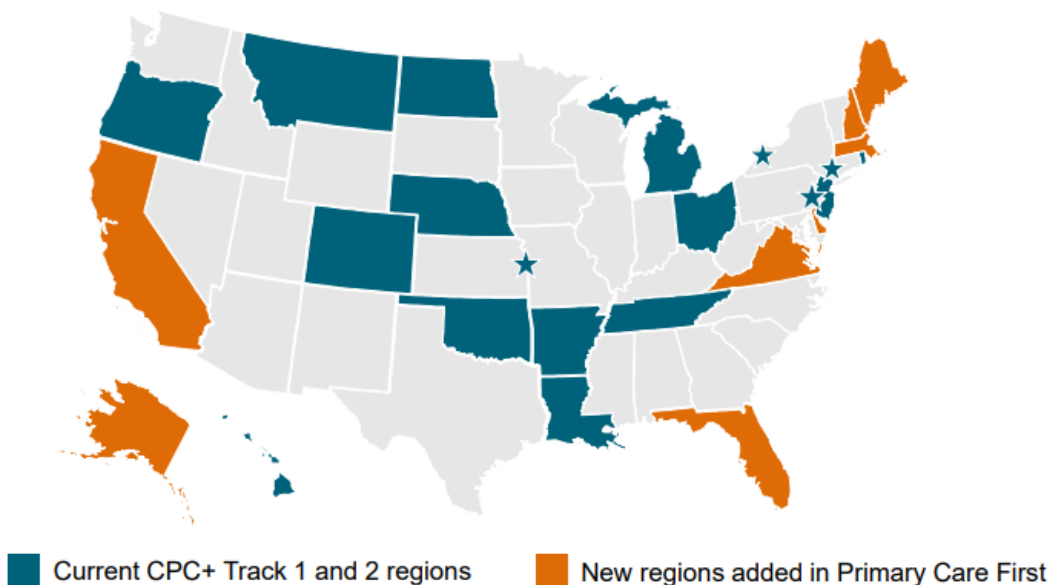 Current CPC+ Track 1 and 2 regions
New regions added in Primary Care First